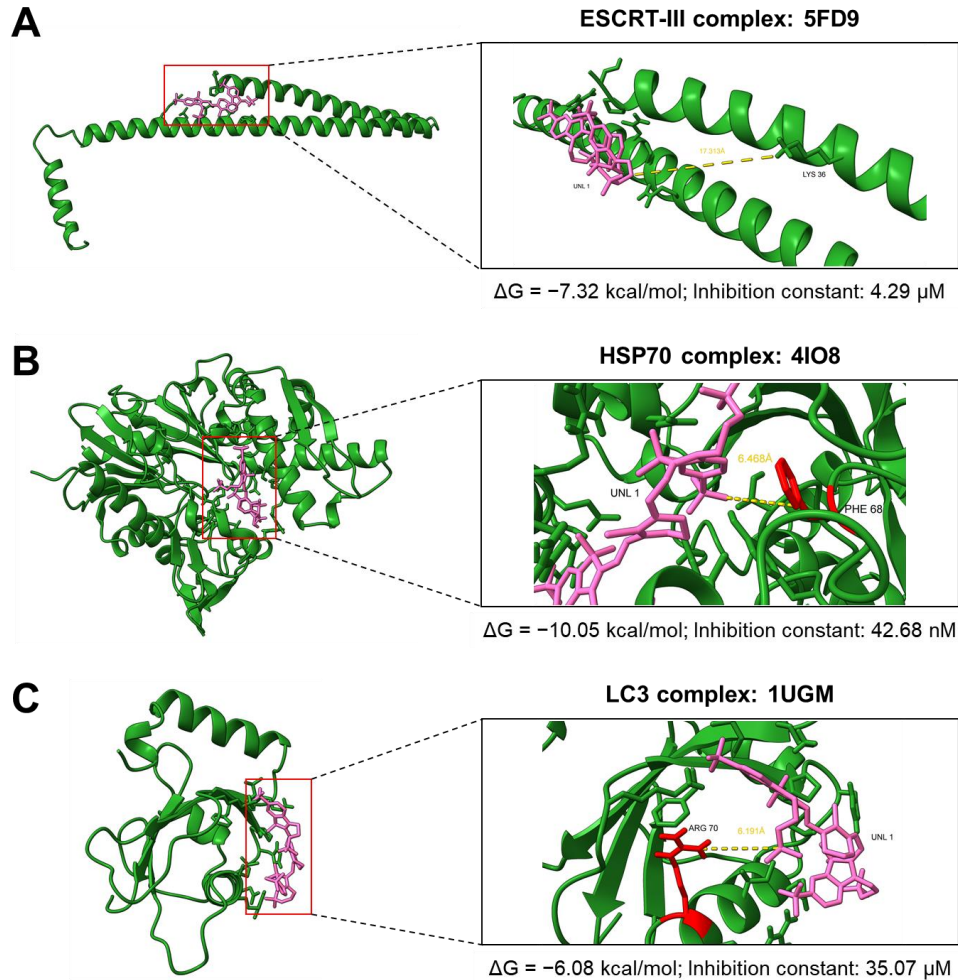 A
ESCRT-III complex: 5FD9
17.313Å
LYS 36
UNL 1
ΔG = −7.32 kcal/mol; Inhibition constant: 4.29 μM
B
HSP70 complex: 4IO8
6.468Å
UNL 1
PHE 68
ΔG = −10.05 kcal/mol; Inhibition constant: 42.68 nM
C
LC3 complex: 1UGM
ARG 70
6.191Å
UNL 1
ΔG = −6.08 kcal/mol; Inhibition constant: 35.07 μM